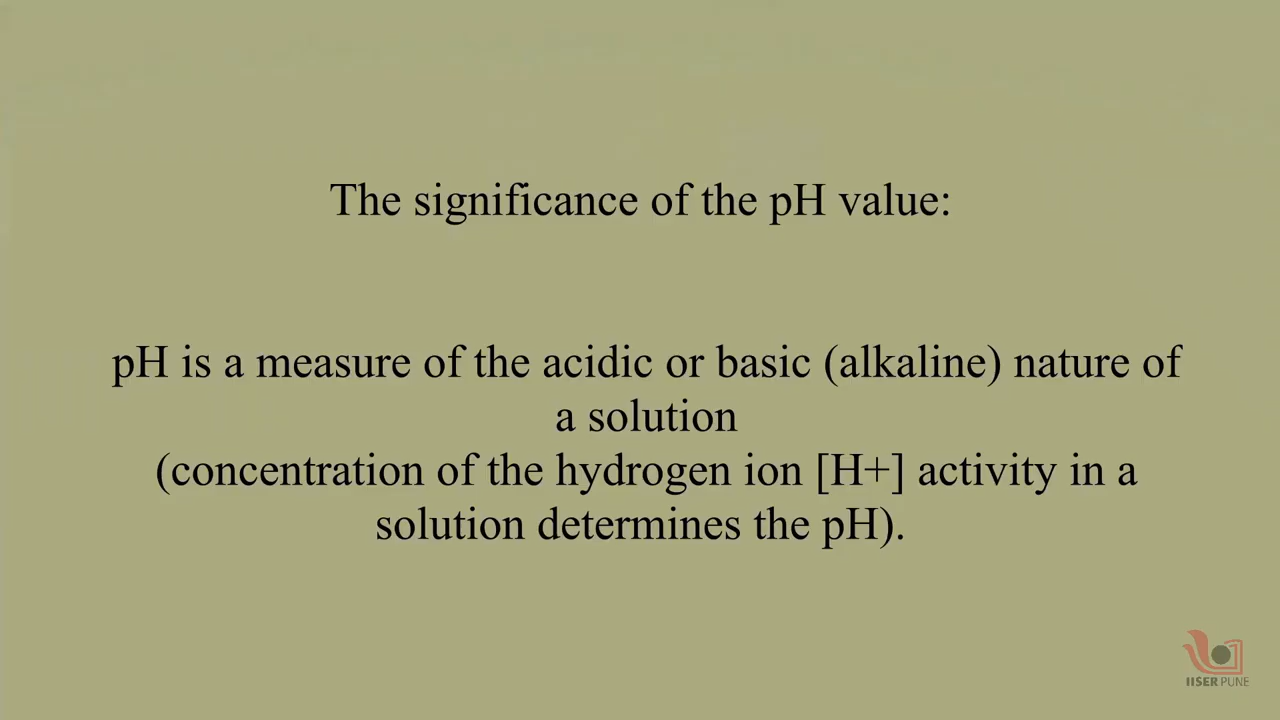 The significance of the pH value:
pH is a measure of the acidic or basic (alkaline) nature of
a solution
(concentration of the hydrogen ion [H+] activity in a
solution determines the pH).
IISER PUNE